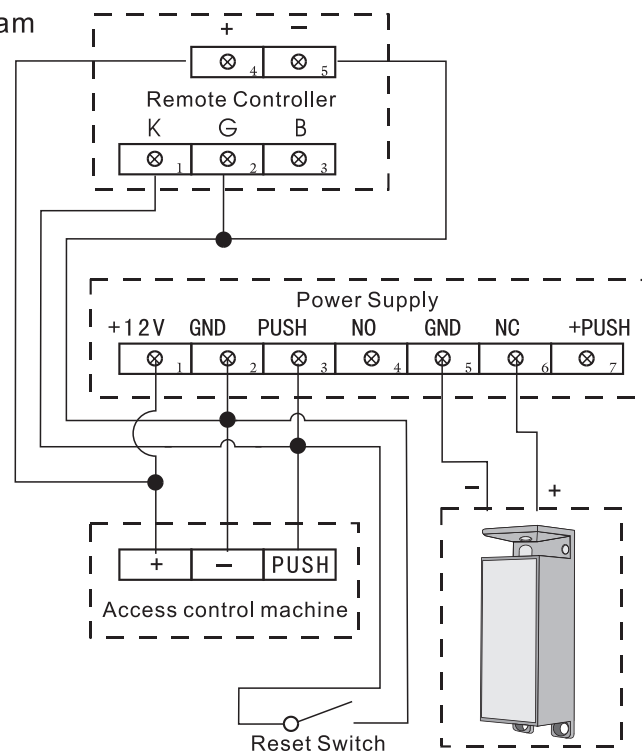 am
+ −
4 5
Remote Controller
K G B
1 2 3
Power Supply
+12V GND PUSH NO GND NC +PUSH
1 2 3 4 5 6 7
− +
+ − PUSH
Access control machine
Reset Switch